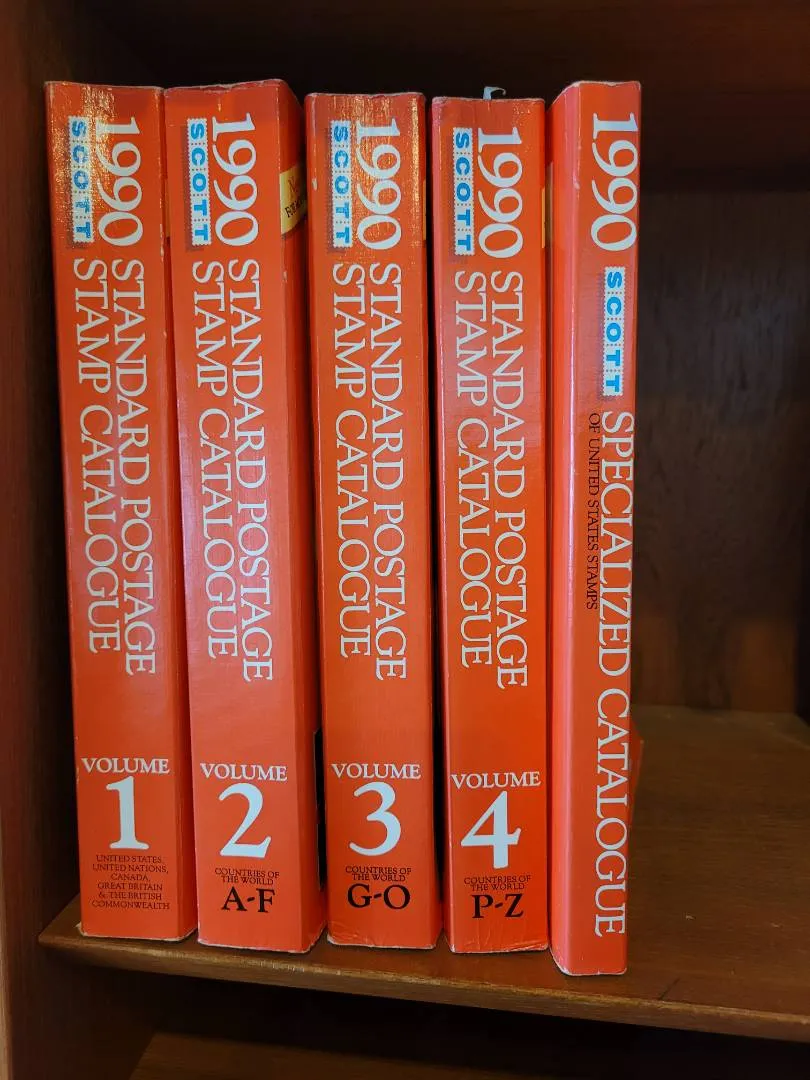 1990
SCOTT
STANDARD POSTAGE
STAMP CATALOGUE
VOLUME
1
UNITED STATES,
UNITED NATIONS,
CANADA,
GREAT BRITAIN
& THE BRITISH
COMMONWEALTH
1990
SCOTT
STANDARD POSTAGE
STAMP CATALOGUE
VOLUME
2
COUNTRIES OF
THE WORLD
A-F
1990
SCOTT
STANDARD POSTAGE
STAMP CATALOGUE
VOLUME
3
COUNTRIES OF
THE WORLD
G-O
1990
SCOTT
STANDARD POSTAGE
STAMP CATALOGUE
VOLUME
4
COUNTRIES OF
THE WORLD
P-Z
1990
SCOTT
SPECIALIZED CATALOGUE
OF UNITED STATES STAMPS